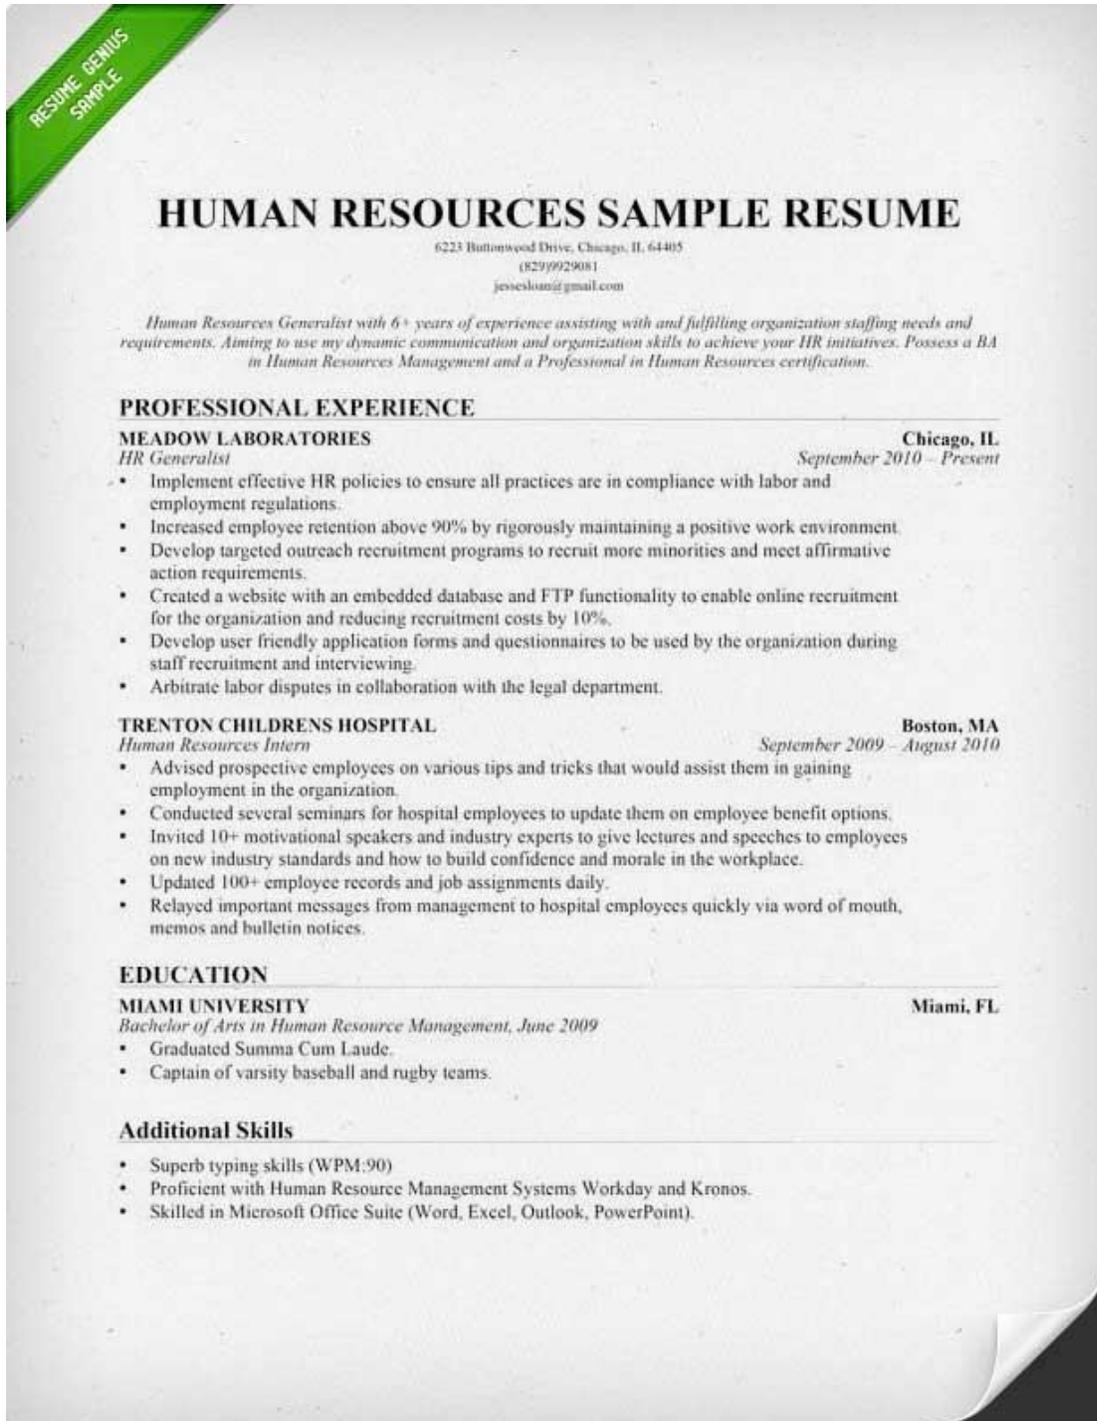 RESUME GENIUS
SAMPLE
HUMAN RESOURCES SAMPLE RESUME
6223 Buttonwood Drive, Chicago, IL 64405
(829)9929081
jessesloan@gmail.com
Human Resources Generalist with 6+ years of experience assisting with and fulfilling organization staffing needs and
requirements. Aiming to use my dynamic communication and organization skills to achieve your HR initiatives. Possess a BA
in Human Resources Management and a Professional in Human Resources certification.
PROFESSIONAL EXPERIENCE
MEADOW LABORATORIES Chicago, IL
HR Generalist September 2010 – Present
• Implement effective HR policies to ensure all practices are in compliance with labor and
employment regulations.
• Increased employee retention above 90% by rigorously maintaining a positive work environment.
• Develop targeted outreach recruitment programs to recruit more minorities and meet affirmative
action requirements.
• Created a website with an embedded database and FTP functionality to enable online recruitment
for the organization and reducing recruitment costs by 10%.
• Develop user friendly application forms and questionnaires to be used by the organization during
staff recruitment and interviewing.
• Arbitrate labor disputes in collaboration with the legal department.
TRENTON CHILDRENS HOSPITAL Boston, MA
Human Resources Intern September 2009 – August 2010
• Advised prospective employees on various tips and tricks that would assist them in gaining
employment in the organization.
• Conducted several seminars for hospital employees to update them on employee benefit options.
• Invited 10+ motivational speakers and industry experts to give lectures and speeches to employees
on new industry standards and how to build confidence and morale in the workplace.
• Updated 100+ employee records and job assignments daily.
• Relayed important messages from management to hospital employees quickly via word of mouth,
memos and bulletin notices.
EDUCATION
MIAMI UNIVERSITY Miami, FL
Bachelor of Arts in Human Resource Management, June 2009
• Graduated Summa Cum Laude.
• Captain of varsity baseball and rugby teams.
Additional Skills
• Superb typing skills (WPM:90)
• Proficient with Human Resource Management Systems Workday and Kronos.
• Skilled in Microsoft Office Suite (Word, Excel, Outlook, PowerPoint).